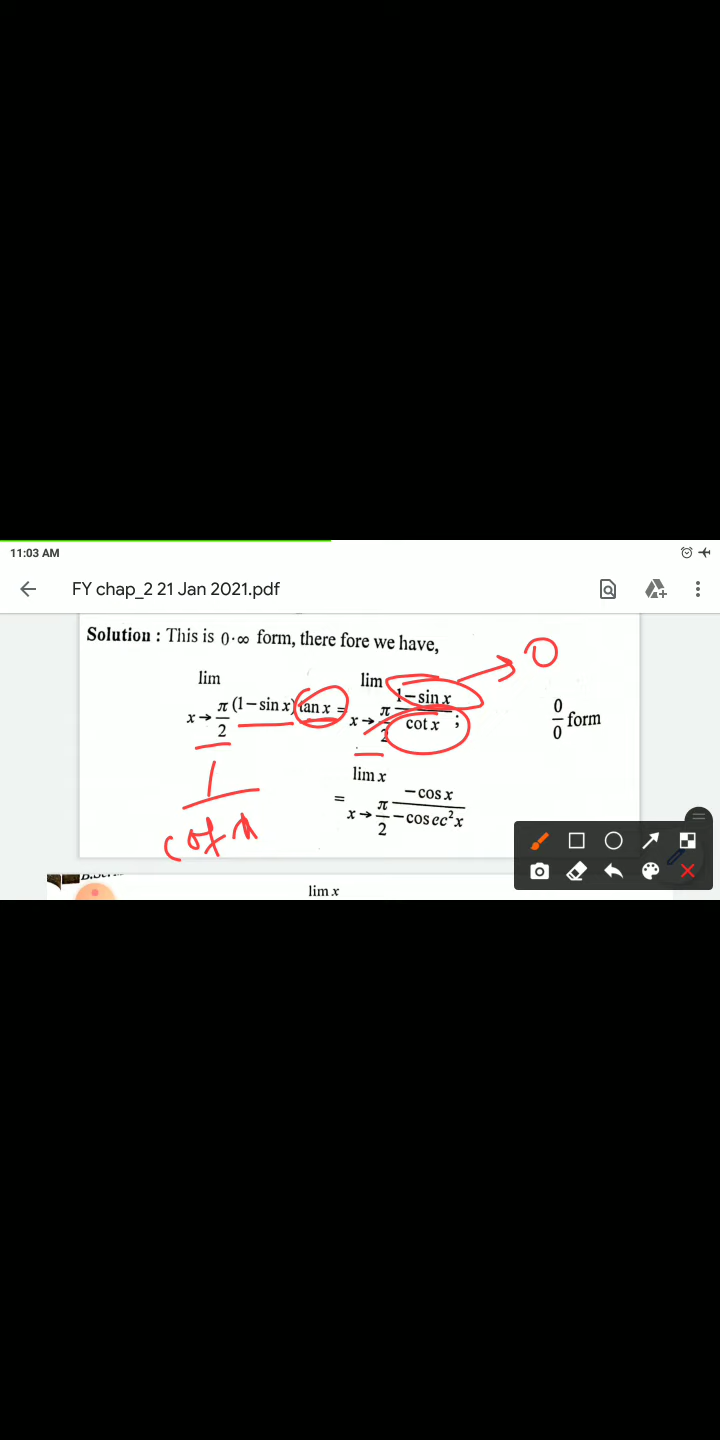 11:03 AM
FY chap_2 21 Jan 2021.pdf
Solution : This is 0·∞ form, there fore we have,
lim x→π/2 (1−sin x) tan x = lim x→π/2 (1−sin x)/(cot x) ; 0/0 form
0
1/cot x
= lim x x→π/2 (−cos x)/(−cos ec²x)
lim x